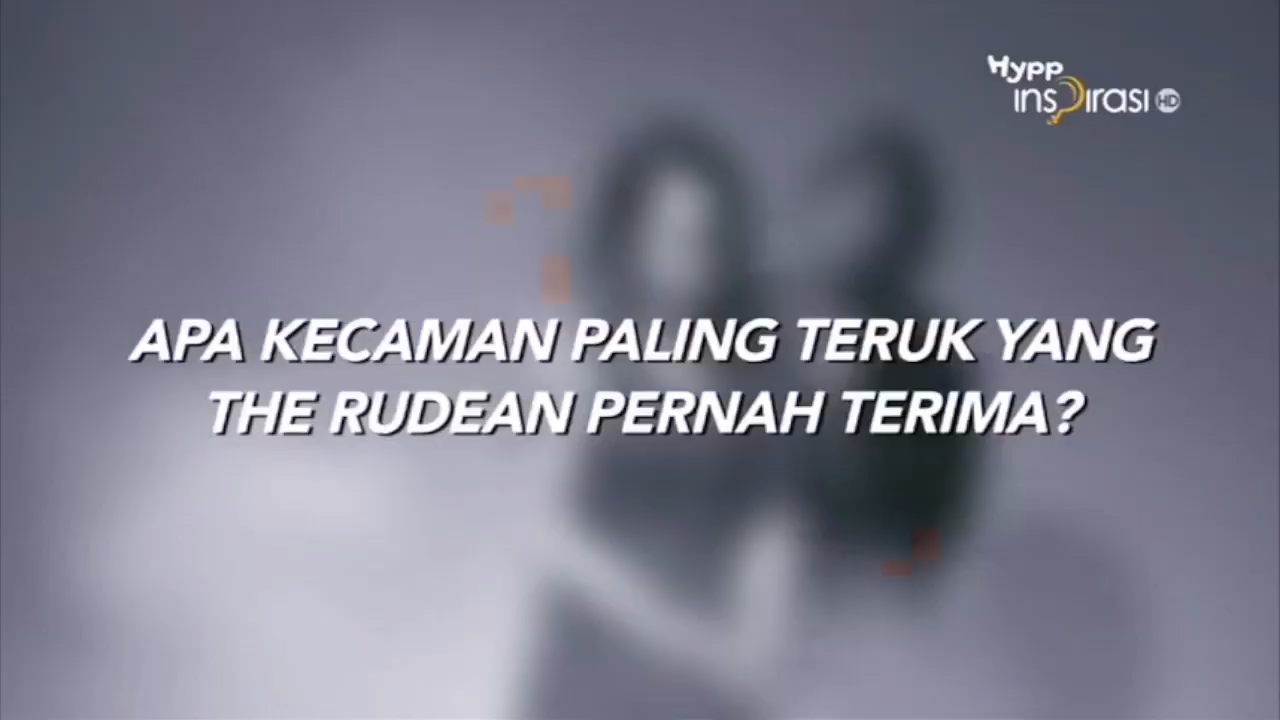 Hypp
inspirasi HD
APA KECAMAN PALING TERUK YANG
THE RUDEAN PERNAH TERIMA?